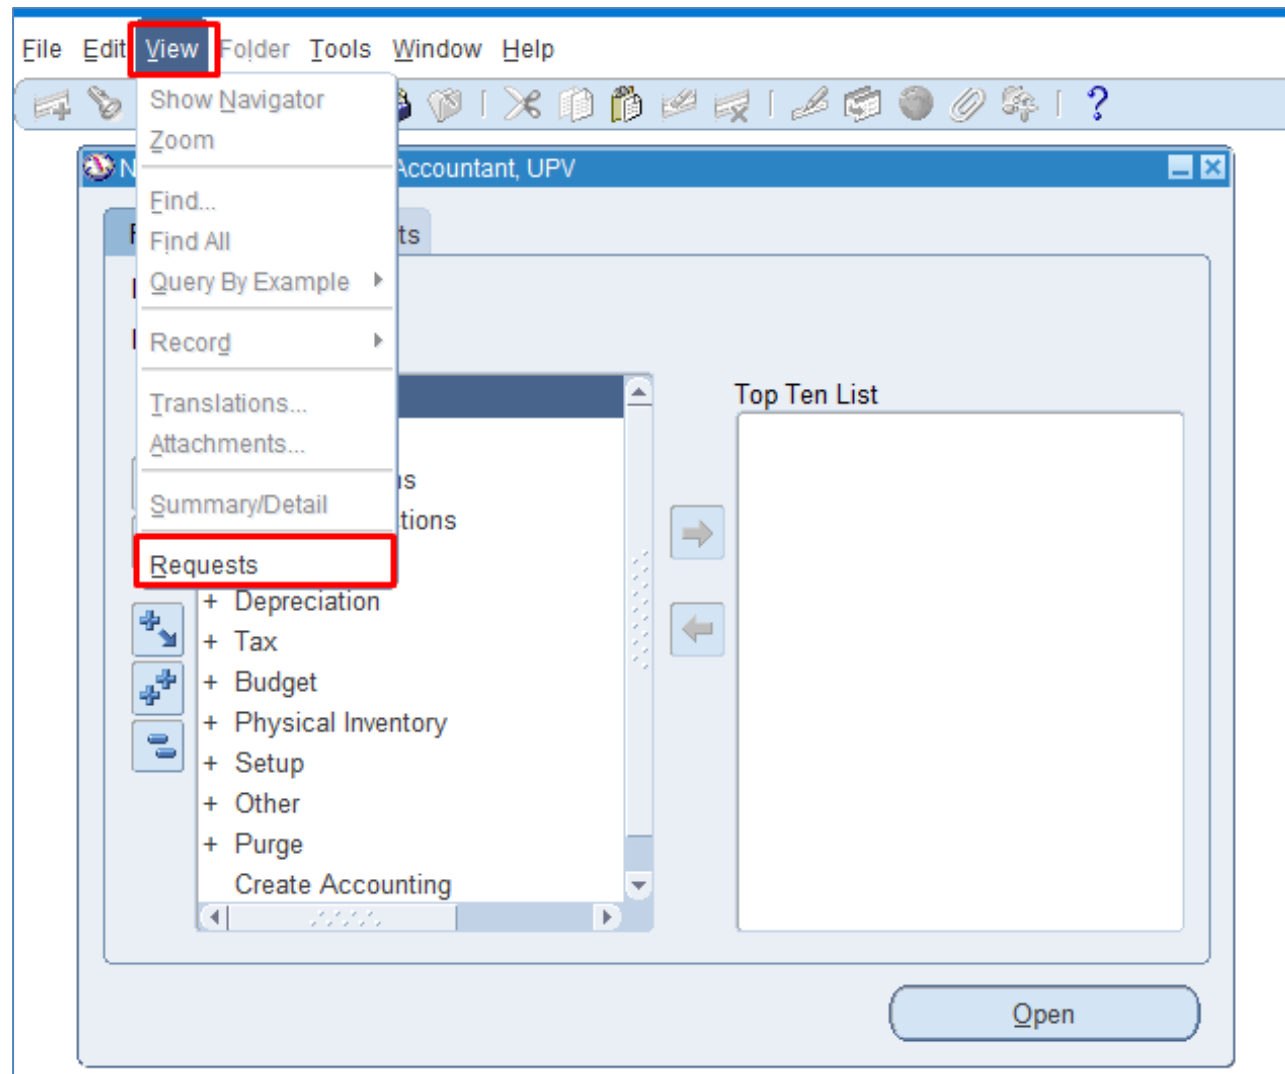 File Edit View Folder Tools Window Help
Show Navigator
Zoom
Accountant, UPV
Find...
Find All
ts
Query By Example
Record
Translations...
Top Ten List
Attachments...
Summary/Detail
tions
Requests
+ Depreciation
+ Tax
+ Budget
+ Physical Inventory
+ Setup
+ Other
+ Purge
Create Accounting
Open